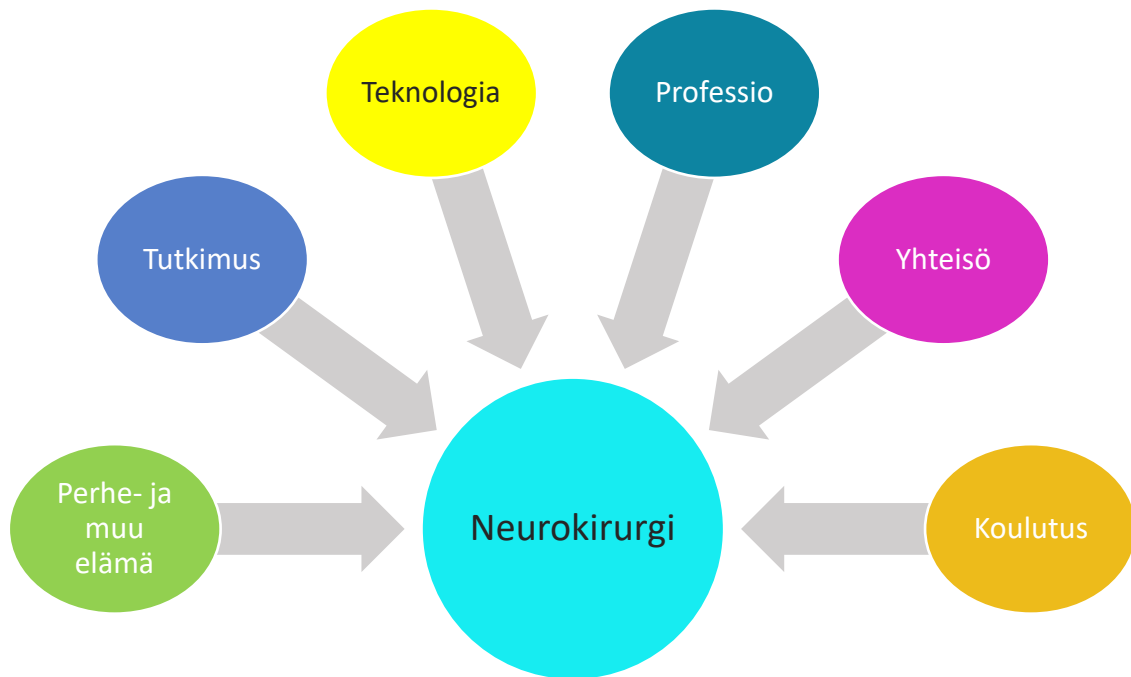 Teknologia
Professio
Tutkimus
Yhteisö
Perhe- ja
muu
elämä
Neurokirurgi
Koulutus